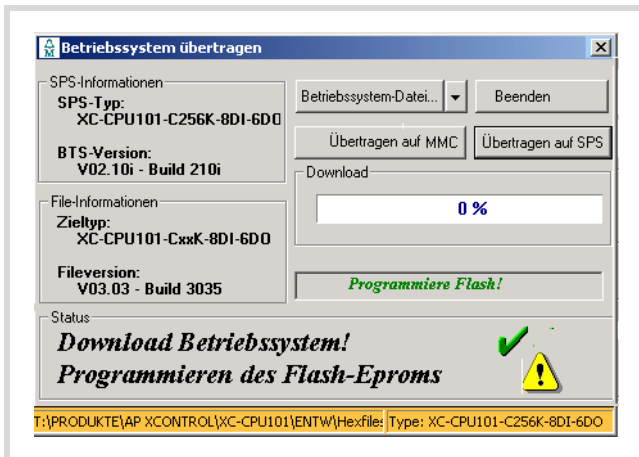 Betriebssystem übertragen
SPS-Informationen
SPS-Typ:
XC-CPU101-C256K-8DI-6DO
BTS-Version:
V02.10i - Build 210i
File-Informationen
Zieltyp:
XC-CPU101-CxxK-8DI-6DO
Fileversion:
V03.03 - Build 3035
Betriebssystem-Datei...
Beenden
Übertragen auf MMC
Übertragen auf SPS
Download
0 %
Programmiere Flash!
Status
Download Betriebssystem!
Programmieren des Flash-Eproms
T:\PRODUKTE\AP XCONTROL\XC-CPU101\ENTW\Hexfiles
Type: XC-CPU101-C256K-8DI-6DO